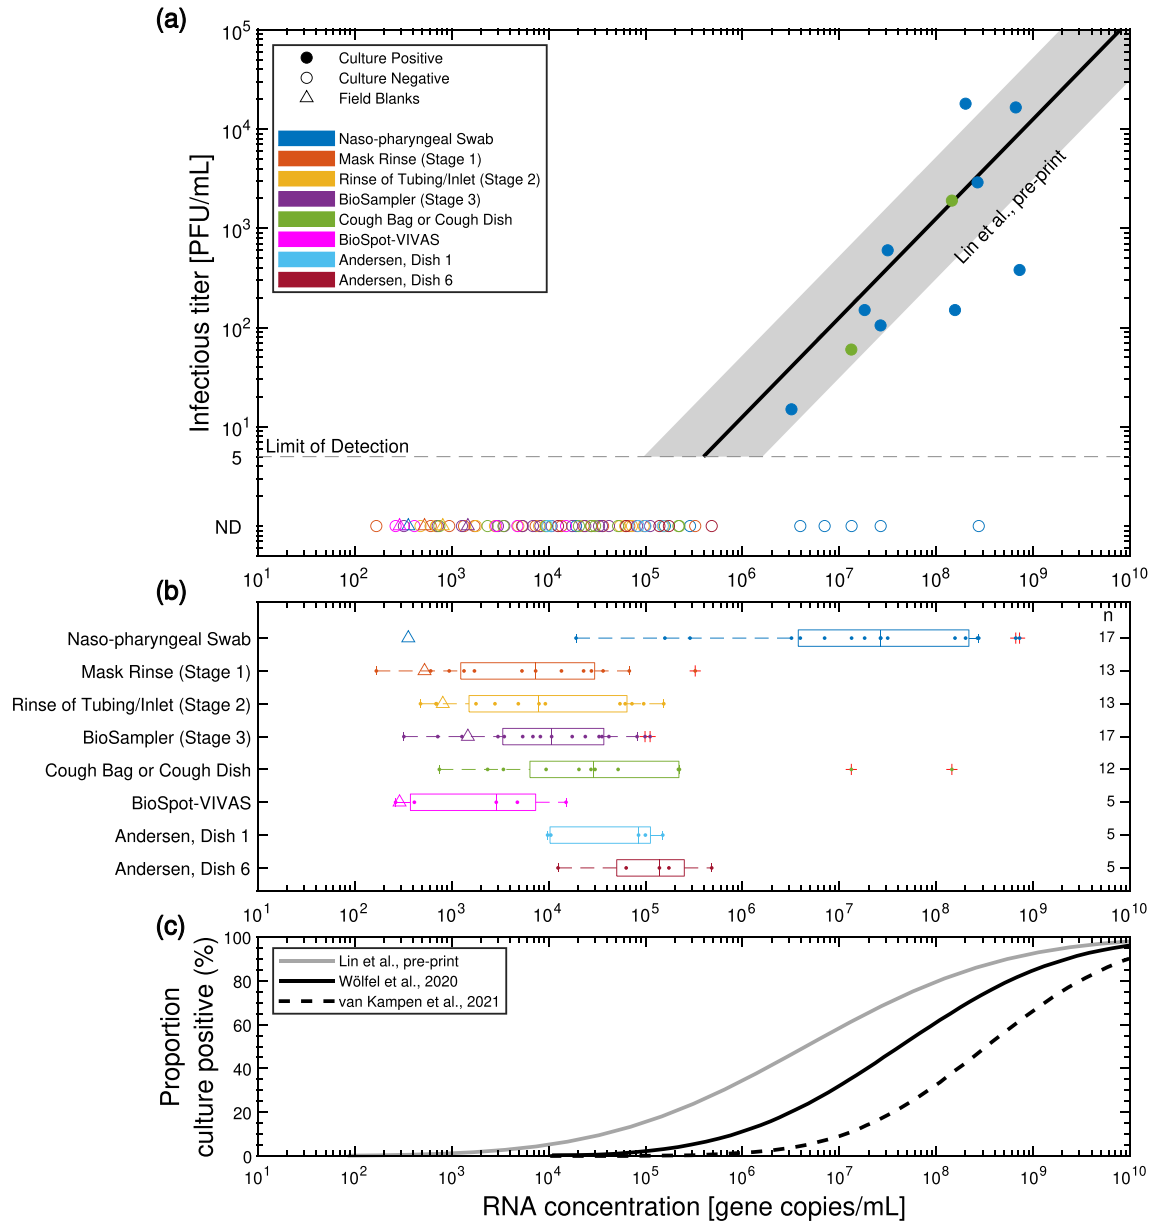 (a)
10^5
10^4
10^3
10^2
10^1
5
ND
Infectious titer [PFU/mL]
Culture Positive
Culture Negative
Field Blanks
Naso-pharyngeal Swab
Mask Rinse (Stage 1)
Rinse of Tubing/Inlet (Stage 2)
BioSampler (Stage 3)
Cough Bag or Cough Dish
BioSpot-VIVAS
Andersen, Dish 1
Andersen, Dish 6
Lin et al., pre-print
Limit of Detection
10^1 10^2 10^3 10^4 10^5 10^6 10^7 10^8 10^9 10^10
(b)
n
Naso-pharyngeal Swab 17
Mask Rinse (Stage 1) 13
Rinse of Tubing/Inlet (Stage 2) 13
BioSampler (Stage 3) 17
Cough Bag or Cough Dish 12
BioSpot-VIVAS 5
Andersen, Dish 1 5
Andersen, Dish 6 5
10^1 10^2 10^3 10^4 10^5 10^6 10^7 10^8 10^9 10^10
(c)
100
80
60
40
20
0
Proportion
culture positive (%)
Lin et al., pre-print
Wölfel et al., 2020
van Kampen et al., 2021
10^1 10^2 10^3 10^4 10^5 10^6 10^7 10^8 10^9 10^10
RNA concentration [gene copies/mL]